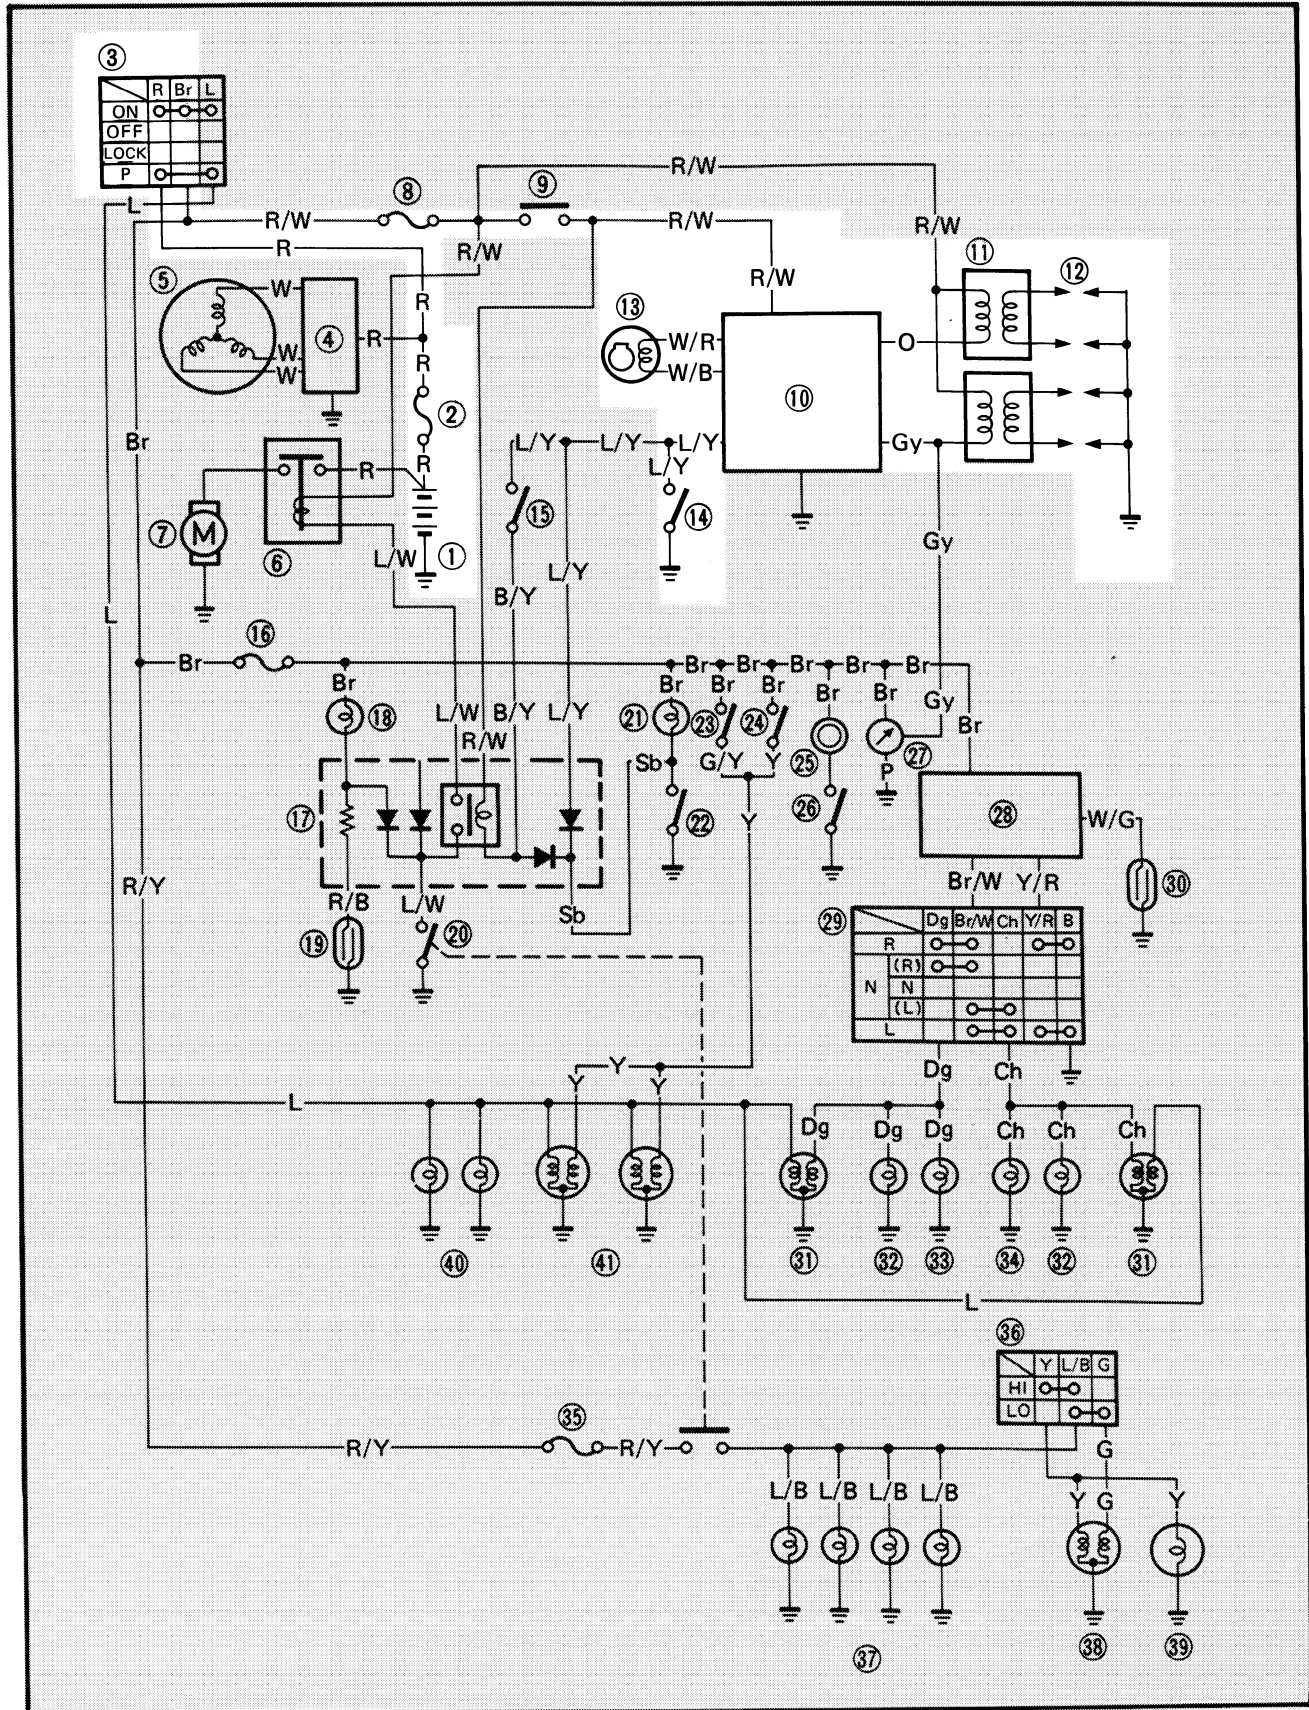 ③
R Br L
ON
OFF
LOCK
P
R/W
L
R/W
⑧
⑨
R/W
R/W
R
R/W
⑪
⑫
⑤
W
R
R/W
⑬
④
R
W/R
O
W
W
R
W/B
②
⑩
Br
R
R
L/Y
L/Y
L/Y
Gy
L/Y
⑦
M
⑥
①
⑮
⑭
L/W
L/Y
B/Y
Gy
L
⑯
Br
Br
Br
Br
Br
Br
Br
Br
Br
Br
Br
Br
Gy
Br
⑱
L/W
B/Y
L/Y
㉑
㉓
㉔
R/W
Sb
G/Y
Y
㉕
㉗
P
⑰
㉒
Y
㉖
㉘
W/G
R/Y
Br/W
Y/R
㉚
R/B
L/W
Sb
⑲
⑳
㉙
Dg Br/W Ch Y/R B
R
(R)
N N
(L)
L
Y
Y
Y
Dg
Ch
L
Dg
Dg
Dg
Ch
Ch
Ch
㊵
㊶
㉛
㉜
㉝
㉞
㉜
㉛
L
㊱
Y L/B G
HI
LO
㉟
R/Y
R/Y
G
L/B
L/B
L/B
L/B
Y
G
Y
㊲
㊳
㊴